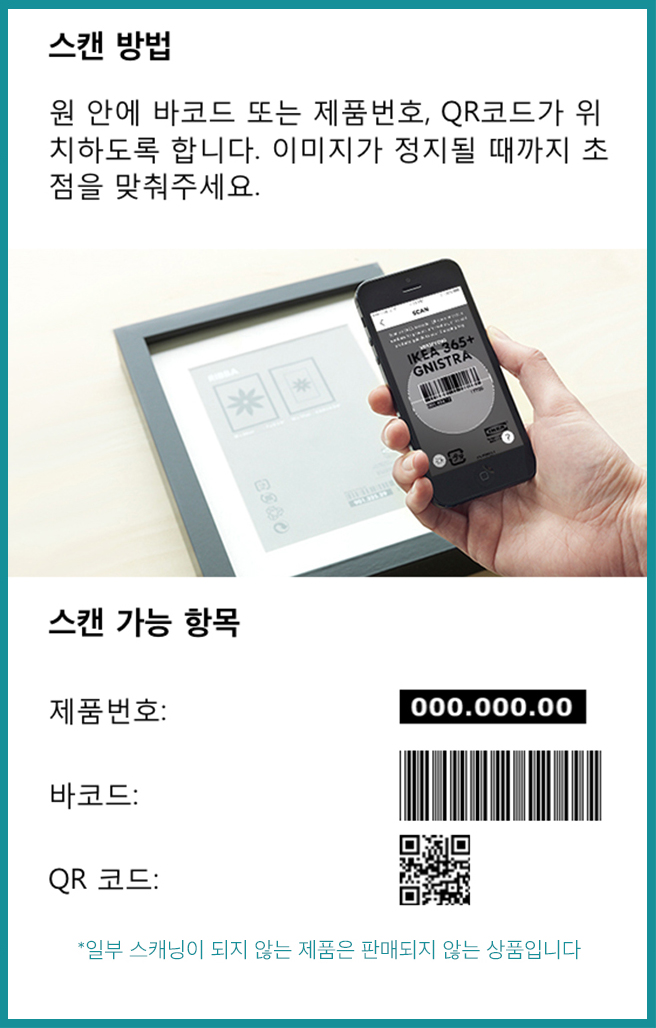 스캔 방법
원 안에 바코드 또는 제품번호, QR코드가 위
치하도록 합니다. 이미지가 정지될 때까지 초
점을 맞춰주세요.
SCAN
IKEA 365+
GNISTRA
?
스캔 가능 항목
제품번호:
000.000.00
바코드:
QR 코드:
*일부 스캐닝이 되지 않는 제품은 판매되지 않는 상품입니다